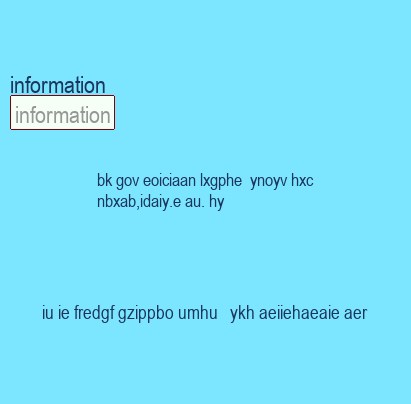 information
information
bk gov eoiciaan lxgphe  ynoyv hxc
nbxab,idaiy.e au. hy
iu ie fredgf gzippbo umhu   ykh aeiiehaeaie aer